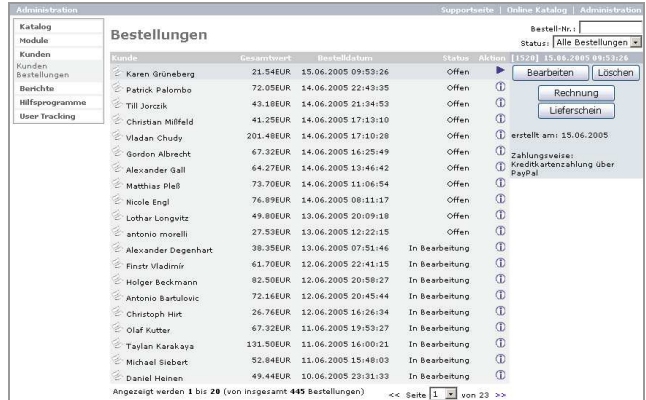 Administration
Supportseite | Online Katalog | Administration
Katalog
Module
Kunden
Kunden
Bestellungen
Berichte
Hilfsprogramme
User Tracking
Bestellungen
Bestell-Nr.:
Status: Alle Bestellungen
Kunde Gesamtwert Bestelldatum Status Aktion
Karen Grüneberg 21.54EUR 15.06.2005 09:53:26 Offen
Patrick Palombo 72.05EUR 14.06.2005 22:43:35 Offen
Till Jorczik 43.18EUR 14.06.2005 21:34:53 Offen
Christian Mißfeld 41.25EUR 14.06.2005 17:13:10 Offen
Vladan Chudy 201.48EUR 14.06.2005 17:10:28 Offen
Gordon Albrecht 67.32EUR 14.06.2005 16:25:49 Offen
Alexander Gall 64.27EUR 14.06.2005 13:46:42 Offen
Matthias Pleß 73.70EUR 14.06.2005 11:06:54 Offen
Nicole Engl 76.89EUR 14.06.2005 08:11:17 Offen
Lothar Longvitz 49.80EUR 13.06.2005 20:09:18 Offen
antonio morelli 27.53EUR 13.06.2005 12:22:15 Offen
Alexander Degenhart 38.35EUR 13.06.2005 07:51:46 In Bearbeitung
Finstr Vladimír 61.70EUR 12.06.2005 22:41:15 In Bearbeitung
Holger Beckmann 82.50EUR 12.06.2005 20:58:27 In Bearbeitung
Antonio Bartulovic 72.16EUR 12.06.2005 20:45:44 In Bearbeitung
Christoph Hirt 26.76EUR 12.06.2005 16:26:34 In Bearbeitung
Olaf Kutter 67.32EUR 11.06.2005 19:53:27 In Bearbeitung
Taylan Karakaya 131.50EUR 11.06.2005 16:00:21 In Bearbeitung
Michael Siebert 52.84EUR 11.06.2005 15:48:03 In Bearbeitung
Daniel Heinen 49.44EUR 10.06.2005 23:31:33 In Bearbeitung
Angezeigt werden 1 bis 20 (von insgesamt 445 Bestellungen)
<< Seite 1 von 23 >>
[1528] 15.06.2005 09:53:26
Bearbeiten Löschen
Rechnung
Lieferschein
erstellt am: 15.06.2005
Zahlungsweise:
Kreditkartenzahlung über
PayPal